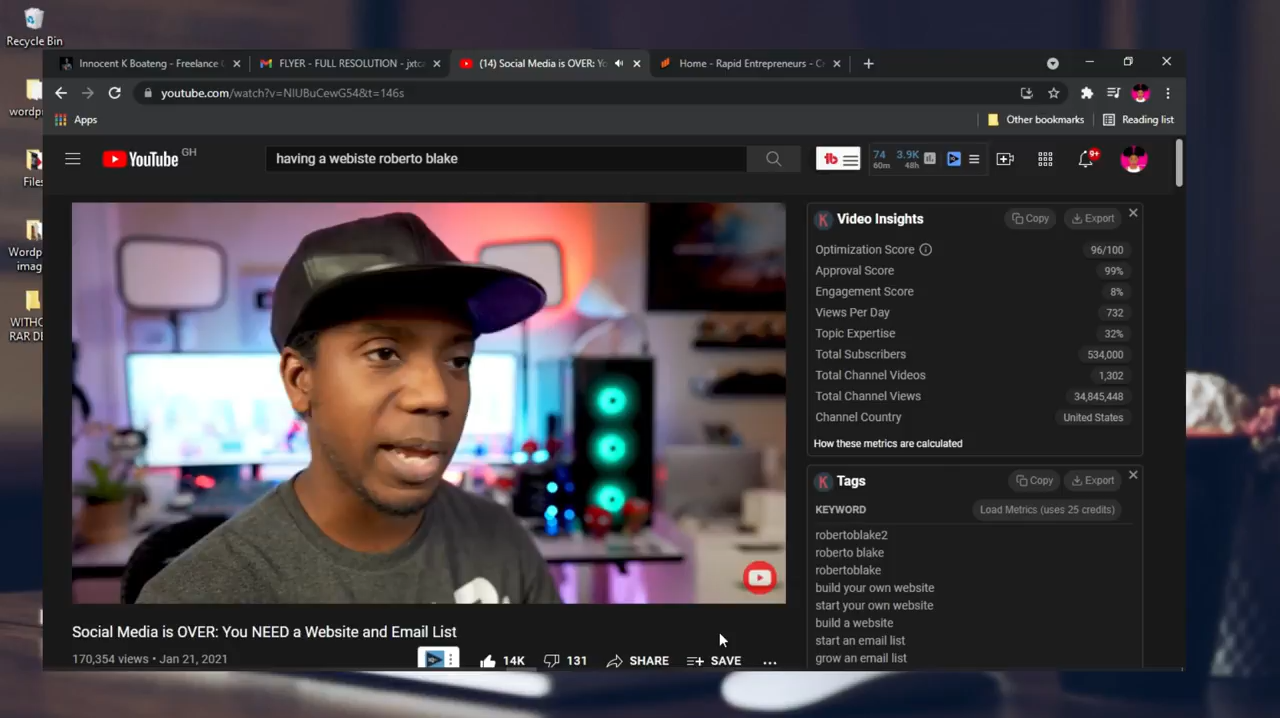 Recycle Bin
Innocent K Boateng - Freelance
FLYER - FULL RESOLUTION - jxtc
(14) Social Media is OVER: Yo
Home - Rapid Entrepreneurs - C
youtube.com/watch?v=NIUBuCewG54&t=146s
Apps
Other bookmarks
Reading list
YouTube GH
having a webiste roberto blake
74
60m
3.9K
48h
9+
Video Insights
Copy
Export
Optimization Score
96/100
Approval Score
99%
Engagement Score
8%
Views Per Day
732
Topic Expertise
32%
Total Subscribers
534,000
Total Channel Videos
1,302
Total Channel Views
34,845,448
Channel Country
United States
How these metrics are calculated
Tags
Copy
Export
KEYWORD
Load Metrics (uses 25 credits)
robertoblake2
roberto blake
robertoblake
build your own website
start your own website
build a website
start an email list
grow an email list
Social Media is OVER: You NEED a Website and Email List
170,354 views • Jan 21, 2021
14K
131
SHARE
SAVE
wordp
Files
Wordp
imag
WITHO
RAR DE